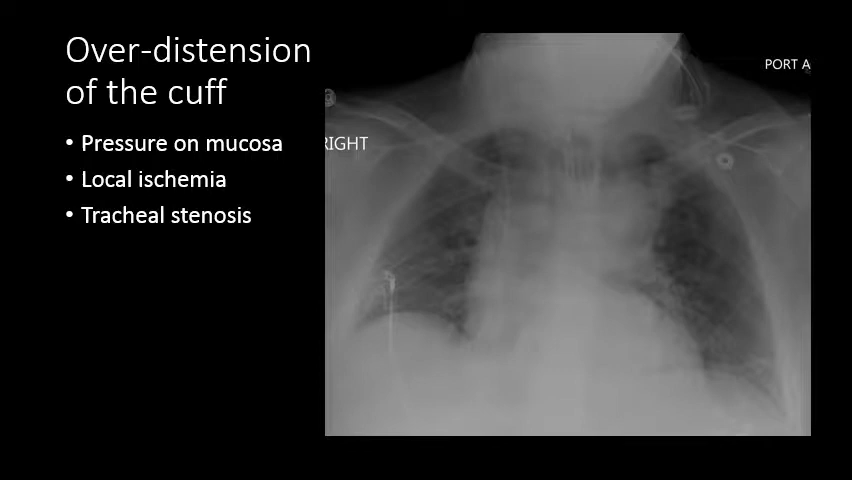 Over-distension
of the cuff
• Pressure on mucosa
• Local ischemia
• Tracheal stenosis
PORT A
RIGHT